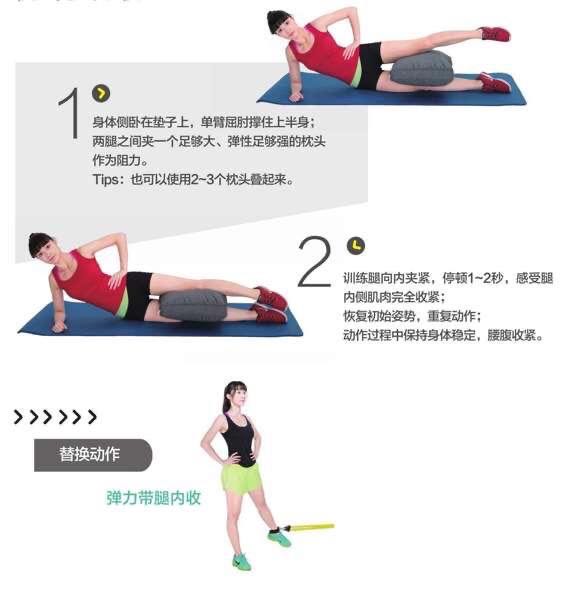 1
身体侧卧在垫子上，单臂屈肘撑住上半身；
两腿之间夹一个足够大、弹性足够强的枕头
作为阻力。
Tips：也可以使用2~3个枕头叠起来。
2
训练腿向内夹紧，停顿1~2秒，感受腿
内侧肌肉完全收紧；
恢复初始姿势，重复动作；
动作过程中保持身体稳定，腰腹收紧。
替换动作
弹力带腿内收